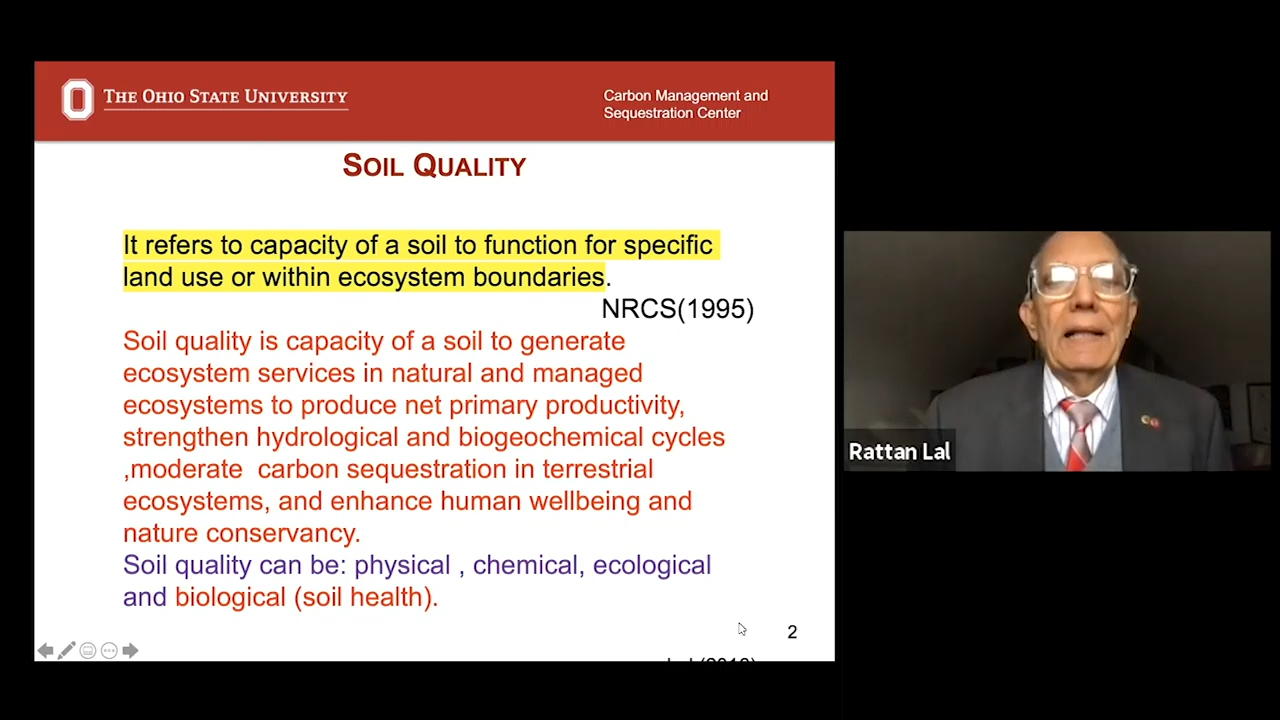 THE OHIO STATE UNIVERSITY
Carbon Management and
Sequestration Center
SOIL QUALITY
It refers to capacity of a soil to function for specific
land use or within ecosystem boundaries.
NRCS(1995)
Soil quality is capacity of a soil to generate
ecosystem services in natural and managed
ecosystems to produce net primary productivity,
strengthen hydrological and biogeochemical cycles
,moderate  carbon sequestration in terrestrial
ecosystems, and enhance human wellbeing and
nature conservancy.
Soil quality can be: physical , chemical, ecological
and biological (soil health).
2
Rattan Lal